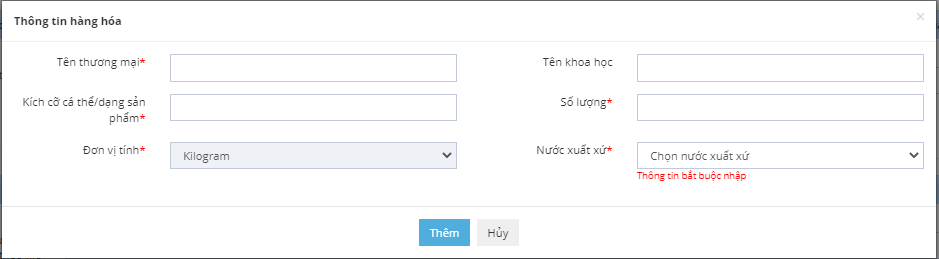 Thông tin hàng hóa
×
Tên thương mại*
Tên khoa học
Kích cỡ cá thể/dạng sản
phẩm*
Số lượng*
Đơn vị tính*
Kilogram
Nước xuất xứ*
Chọn nước xuất xứ
Thông tin bắt buộc nhập
Thêm
Hủy